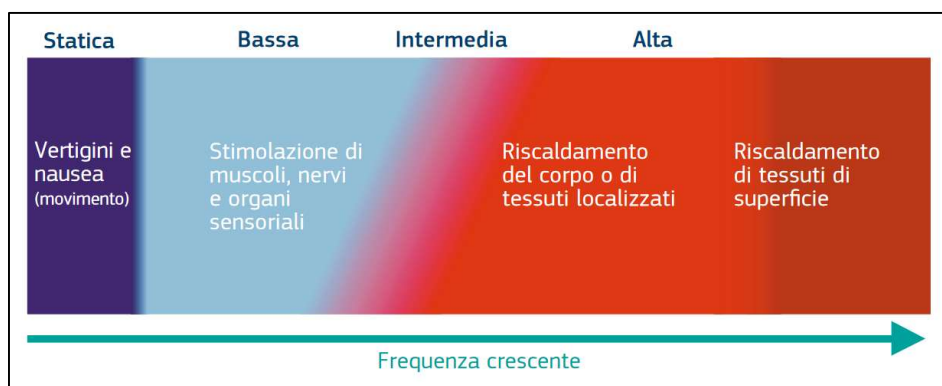 Statica Bassa Intermedia Alta
Vertigini e
nausea
(movimento)
Stimolazione di
muscoli, nervi
e organi
sensoriali
Riscaldamento
del corpo o di
tessuti localizzati
Riscaldamento
di tessuti di
superficie
Frequenza crescente